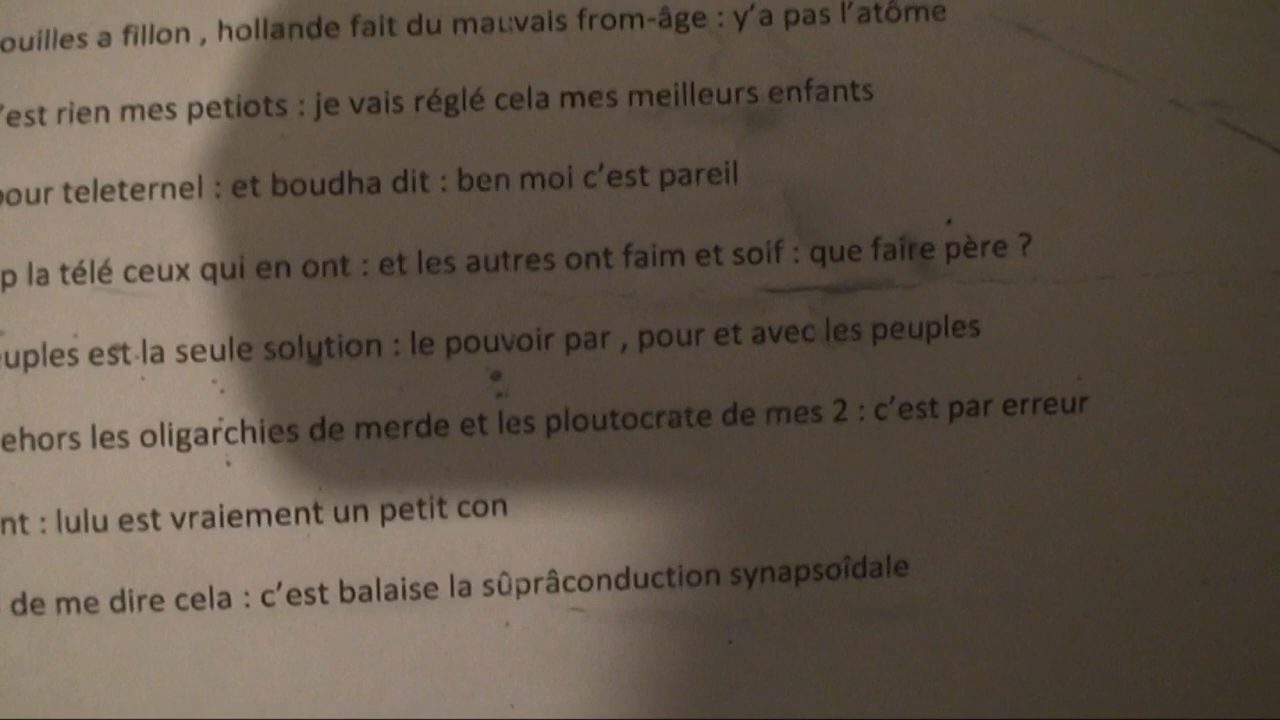 ouilles a fillon , hollande fait du mauvais from-âge : y'a pas l'atôme
'est rien mes petiots : je vais réglé cela mes meilleurs enfants
pour teleternel : et boudha dit : ben moi c'est pareil
p la télé ceux qui en ont : et les autres ont faim et soif : que faire père ?
euples est la seule solution : le pouvoir par , pour et avec les peuples
ehors les oligarchies de merde et les ploutocrate de mes 2 : c'est par erreur
nt : lulu est vraiement un petit con
de me dire cela : c'est balaise la sûprâconduction synapsoîdale